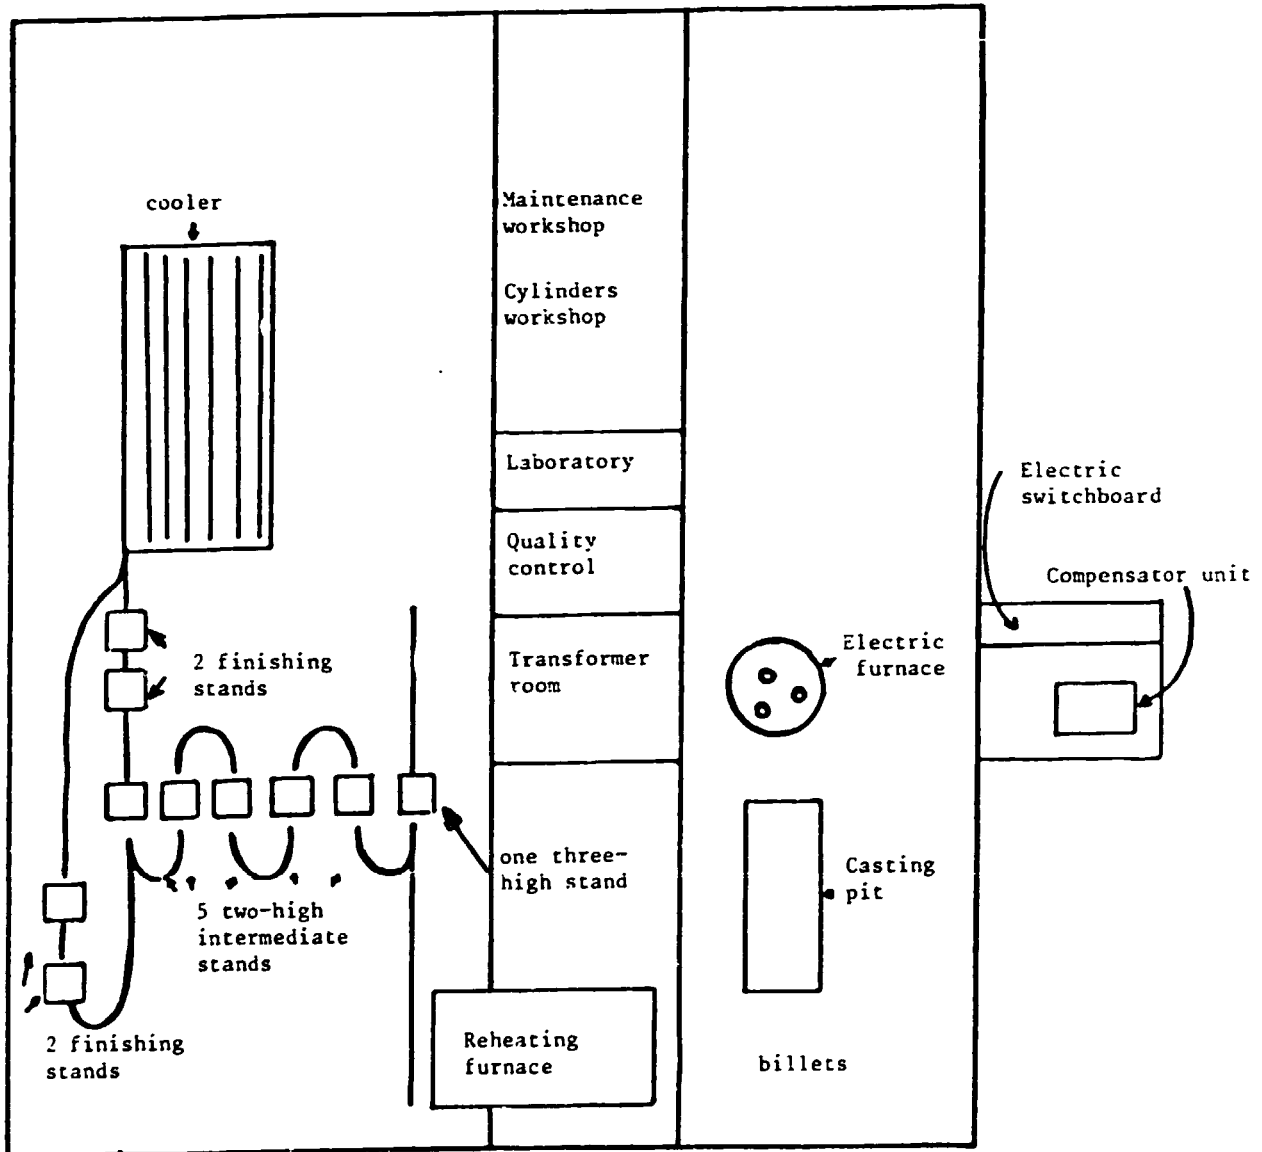 cooler
Maintenance
workshop
Cylinders
workshop
Laboratory
Electric
switchboard
Quality
control
Compensator unit
2 finishing
stands
Transformer
room
Electric
furnace
one three-
high stand
Casting
pit
5 two-high
intermediate
stands
2 finishing
stands
Reheating
furnace
billets